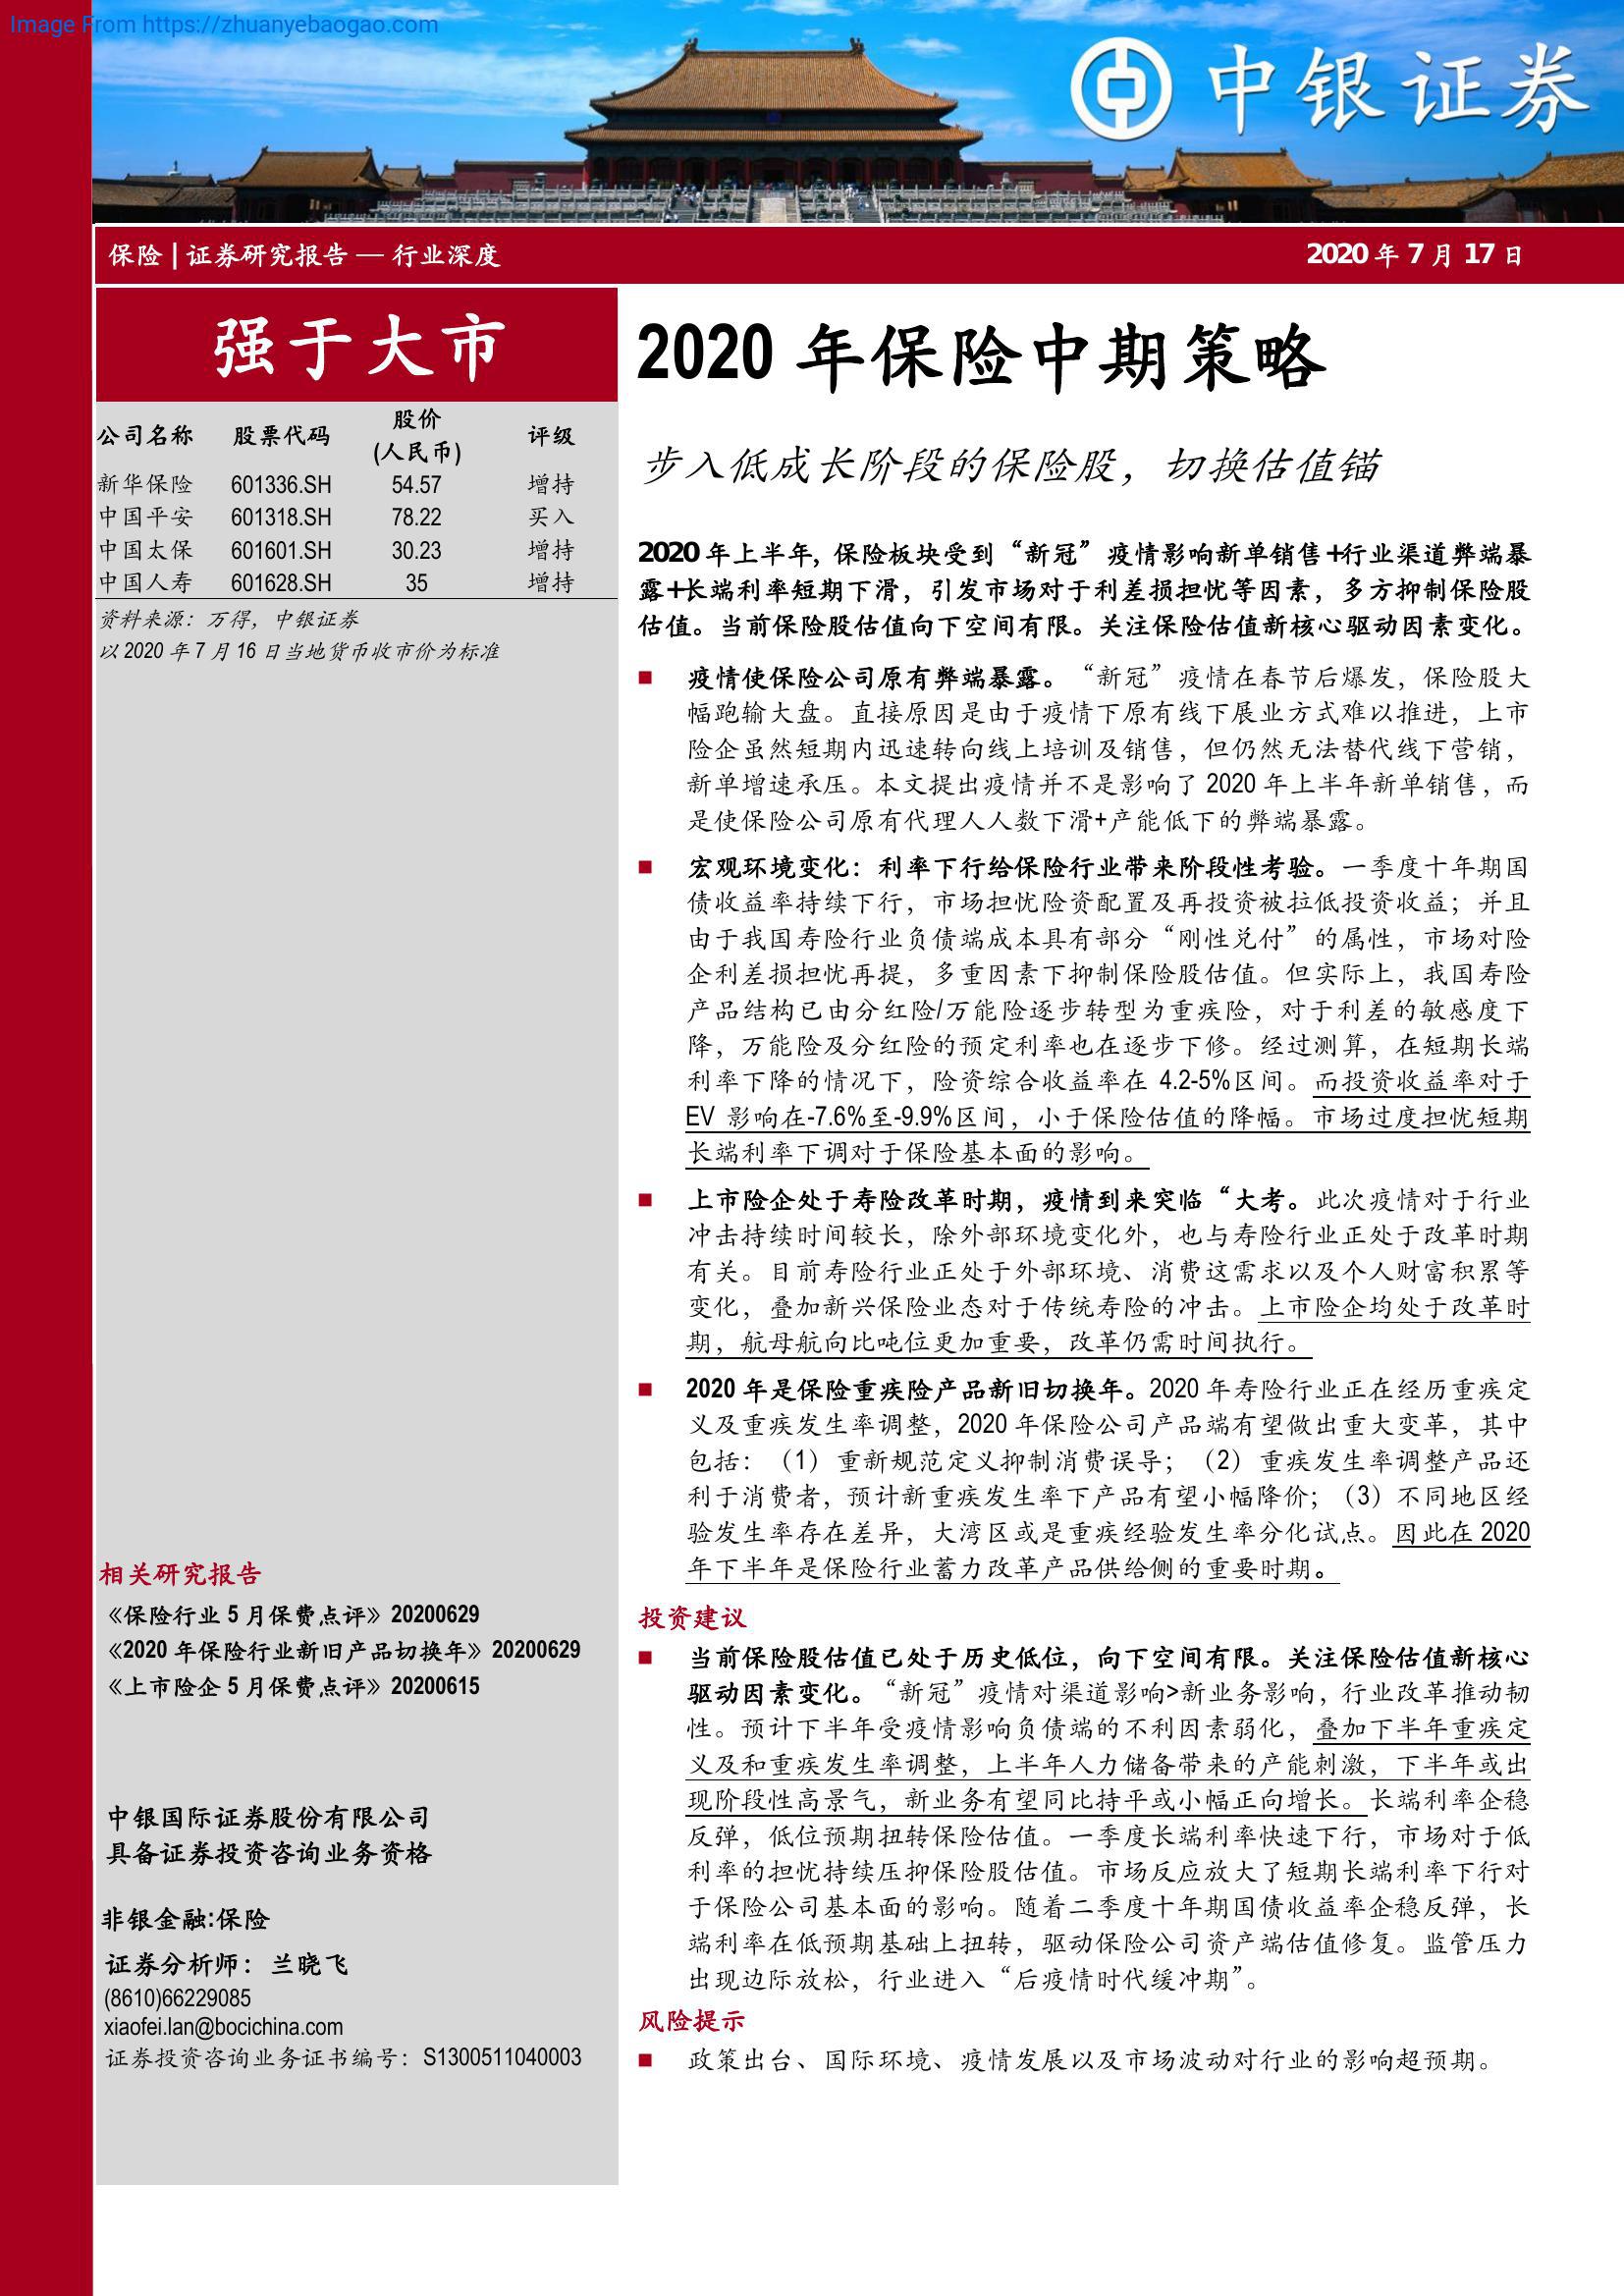 Image From https://zhuanyebaogao.com
中银证券
保险 | 证券研究报告 — 行业深度
2020 年 7 月 17 日
强于大市
公司名称 股票代码 股价 (人民币) 评级
新华保险 601336.SH 54.57 增持
中国平安 601318.SH 78.22 买入
中国太保 601601.SH 30.23 增持
中国人寿 601628.SH 35 增持
资料来源：万得，中银证券
以 2020 年 7 月 16 日当地货币收市价为标准
相关研究报告
《保险行业 5 月保费点评》20200629
《2020 年保险行业新旧产品切换年》20200629
《上市险企 5 月保费点评》20200615
中银国际证券股份有限公司
具备证券投资咨询业务资格
非银金融:保险
证券分析师：兰晓飞
(8610)66229085
xiaofei.lan@bocichina.com
证券投资咨询业务证书编号：S1300511040003
2020 年保险中期策略
步入低成长阶段的保险股，切换估值锚
2020 年上半年, 保险板块受到“新冠”疫情影响新单销售+行业渠道弊端暴
露+长端利率短期下滑，引发市场对于利差损担忧等因素，多方抑制保险股
估值。当前保险股估值向下空间有限。关注保险估值新核心驱动因素变化。
■ 疫情使保险公司原有弊端暴露。“新冠”疫情在春节后爆发，保险股大
幅跑输大盘。直接原因是由于疫情下原有线下展业方式难以推进，上市
险企虽然短期内迅速转向线上培训及销售，但仍然无法替代线下营销，
新单增速承压。本文提出疫情并不是影响了 2020 年上半年新单销售，而
是使保险公司原有代理人人数下滑+产能低下的弊端暴露。
■ 宏观环境变化：利率下行给保险行业带来阶段性考验。一季度十年期国
债收益率持续下行，市场担忧险资配置及再投资被拉低投资收益；并且
由于我国寿险行业负债端成本具有部分“刚性兑付”的属性，市场对险
企利差损担忧再提，多重因素下抑制保险股估值。但实际上，我国寿险
产品结构已由分红险/万能险逐步转型为重疾险，对于利差的敏感度下
降，万能险及分红险的预定利率也在逐步下修。经过测算，在短期长端
利率下降的情况下，险资综合收益率在 4.2-5%区间。而投资收益率对于
EV 影响在-7.6%至-9.9%区间，小于保险估值的降幅。市场过度担忧短期
长端利率下调对于保险基本面的影响。
■ 上市险企处于寿险改革时期，疫情到来突临“大考。此次疫情对于行业
冲击持续时间较长，除外部环境变化外，也与寿险行业正处于改革时期
有关。目前寿险行业正处于外部环境、消费这需求以及个人财富积累等
变化，叠加新兴保险业态对于传统寿险的冲击。上市险企均处于改革时
期，航母航向比吨位更加重要，改革仍需时间执行。
■ 2020 年是保险重疾险产品新旧切换年。2020 年寿险行业正在经历重疾定
义及重疾发生率调整，2020 年保险公司产品端有望做出重大变革，其中
包括：（1）重新规范定义抑制消费误导；（2）重疾发生率调整产品还
利于消费者，预计新重疾发生率下产品有望小幅降价；（3）不同地区经
验发生率存在差异，大湾区或是重疾经验发生率分化试点。因此在 2020
年下半年是保险行业蓄力改革产品供给侧的重要时期。
投资建议
■ 当前保险股估值已处于历史低位，向下空间有限。关注保险估值新核心
驱动因素变化。“新冠”疫情对渠道影响>新业务影响，行业改革推动韧
性。预计下半年受疫情影响负债端的不利因素弱化，叠加下半年重疾定
义及和重疾发生率调整，上半年人力储备带来的产能刺激，下半年或出
现阶段性高景气，新业务有望同比持平或小幅正向增长。长端利率企稳
反弹，低位预期扭转保险估值。一季度长端利率快速下行，市场对于低
利率的担忧持续压抑保险股估值。市场反应放大了短期长端利率下行对
于保险公司基本面的影响。随着二季度十年期国债收益率企稳反弹，长
端利率在低预期基础上扭转，驱动保险公司资产端估值修复。监管压力
出现边际放松，行业进入“后疫情时代缓冲期”。
风险提示
■ 政策出台、国际环境、疫情发展以及市场波动对行业的影响超预期。